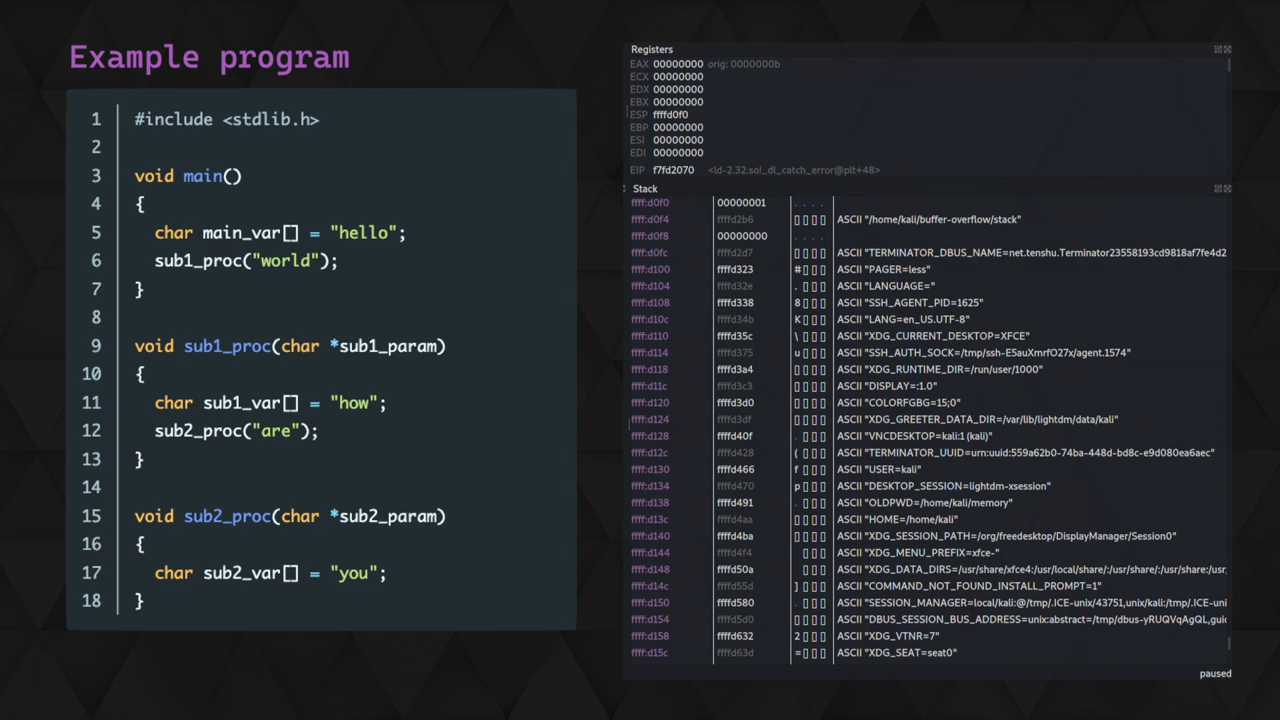 Example program
1 #include <stdlib.h>
2
3 void main()
4 {
5 char main_var[] = "hello";
6 sub1_proc("world");
7 }
8
9 void sub1_proc(char *sub1_param)
10 {
11 char sub1_var[] = "how";
12 sub2_proc("are");
13 }
14
15 void sub2_proc(char *sub2_param)
16 {
17 char sub2_var[] = "you";
18 }
Registers
EAX 00000000 orig: 0000000b
ECX 00000000
EDX 00000000
EBX 00000000
ESP ffffd0f0
EBP 00000000
ESI 00000000
EDI 00000000
EIP f7fd2070 <ld-2.32.so!_dl_catch_error@plt+48>
Stack
ffff:d0f0 00000001 ....
ffff:d0f4 ffffd2b6 ASCII "/home/kali/buffer-overflow/stack"
ffff:d0f8 00000000 ....
ffff:d0fc ffffd2d7 ASCII "TERMINATOR_DBUS_NAME=net.tenshu.Terminator23558193cd9818af7fe4d2
ffff:d100 ffffd323 # ASCII "PAGER=less"
ffff:d104 ffffd32e . ASCII "LANGUAGE="
ffff:d108 ffffd338 8 ASCII "SSH_AGENT_PID=1625"
ffff:d10c ffffd34b K ASCII "LANG=en_US.UTF-8"
ffff:d110 ffffd35c \ ASCII "XDG_CURRENT_DESKTOP=XFCE"
ffff:d114 ffffd375 u ASCII "SSH_AUTH_SOCK=/tmp/ssh-E5auXmrfO27x/agent.1574"
ffff:d118 ffffd3a4 ASCII "XDG_RUNTIME_DIR=/run/user/1000"
ffff:d11c ffffd3c3 ASCII "DISPLAY=:1.0"
ffff:d120 ffffd3d0 ASCII "COLORFGBG=15;0"
ffff:d124 ffffd3df ASCII "XDG_GREETER_DATA_DIR=/var/lib/lightdm/data/kali"
ffff:d128 ffffd40f . ASCII "VNCDESKTOP=kali:1 (kali)"
ffff:d12c ffffd428 ( ASCII "TERMINATOR_UUID=urn:uuid:559a62b0-74ba-448d-bd8c-e9d080ea6aec"
ffff:d130 ffffd466 f ASCII "USER=kali"
ffff:d134 ffffd470 p ASCII "DESKTOP_SESSION=lightdm-xsession"
ffff:d138 ffffd491 . ASCII "OLDPWD=/home/kali/memory"
ffff:d13c ffffd4aa ASCII "HOME=/home/kali"
ffff:d140 ffffd4ba ASCII "XDG_SESSION_PATH=/org/freedesktop/DisplayManager/Session0"
ffff:d144 ffffd4f4 ASCII "XDG_MENU_PREFIX=xfce-"
ffff:d148 ffffd50a . ASCII "XDG_DATA_DIRS=/usr/share/xfce4:/usr/local/share/:/usr/share/:/usr/share:/usr,
ffff:d14c ffffd55d ] ASCII "COMMAND_NOT_FOUND_INSTALL_PROMPT=1"
ffff:d150 ffffd580 . ASCII "SESSION_MANAGER=local/kali:@/tmp/.ICE-unix/43751,unix/kali:/tmp/.ICE-uni
ffff:d154 ffffd5d0 ASCII "DBUS_SESSION_BUS_ADDRESS=unix:abstract=/tmp/dbus-yRUQVqAgQL,guid
ffff:d158 ffffd632 2 ASCII "XDG_VTNR=7"
ffff:d15c ffffd63d = ASCII "XDG_SEAT=seat0"
paused